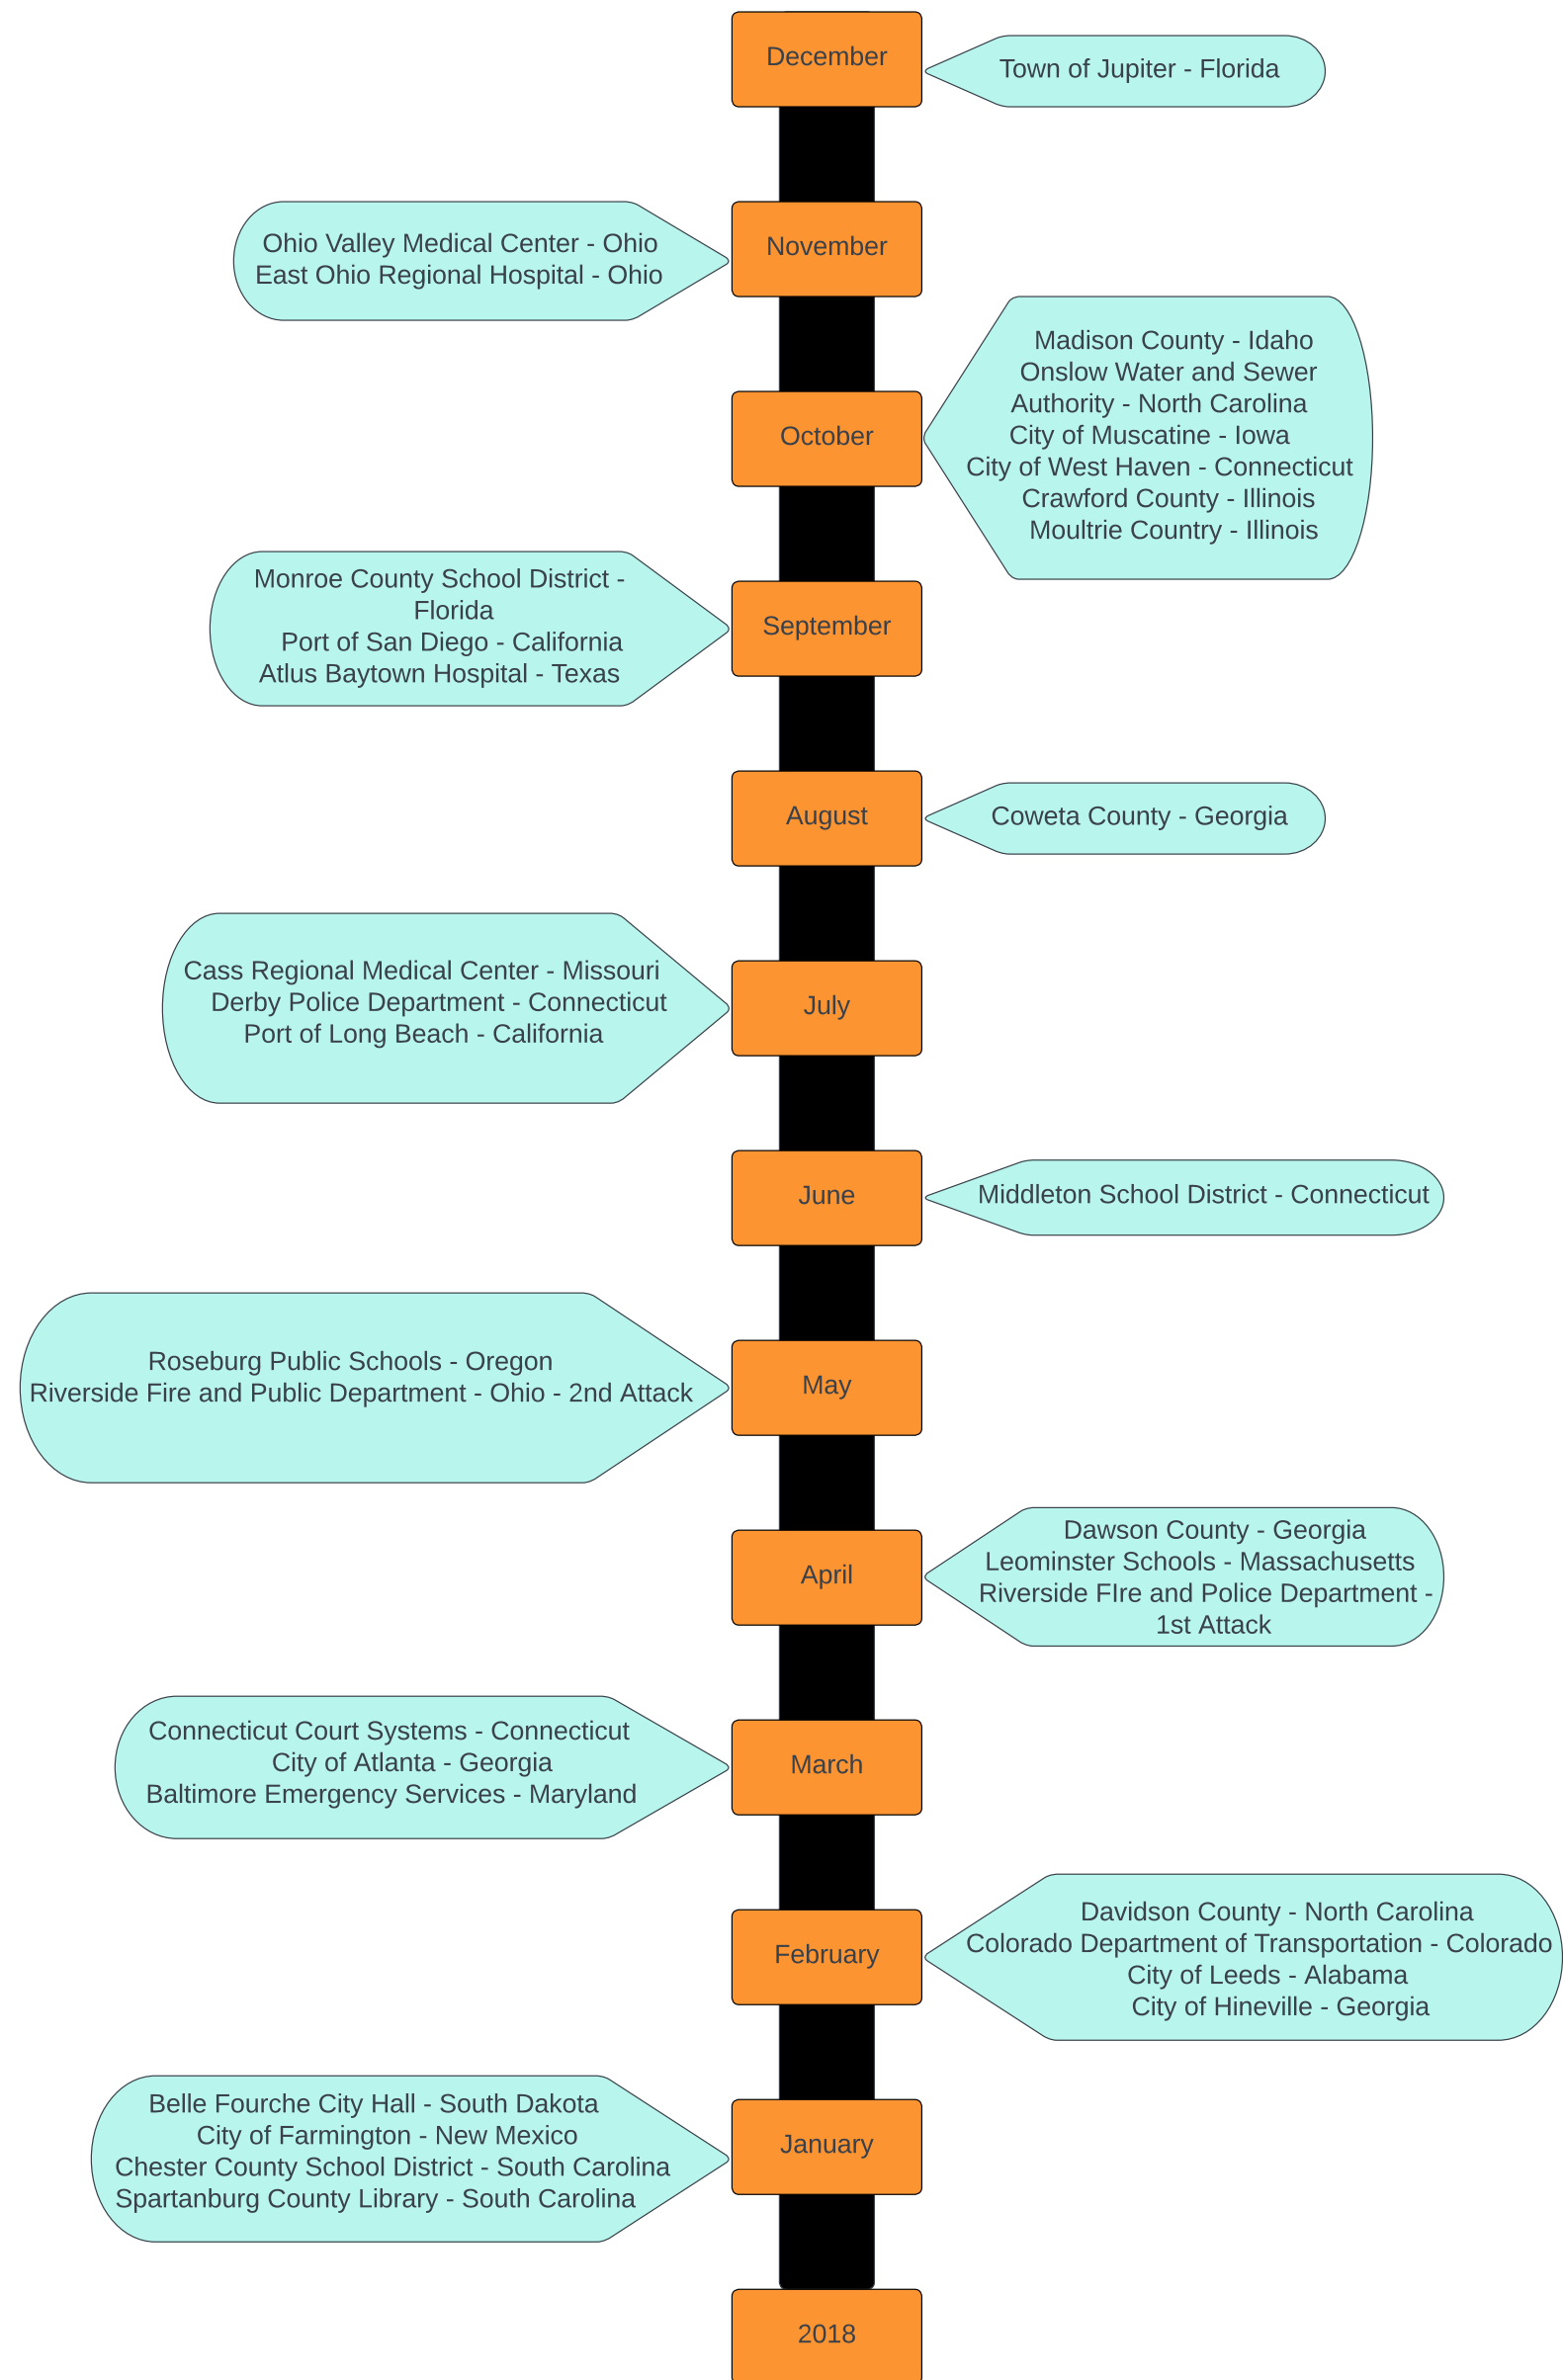 December
Town of Jupiter - Florida
November
Ohio Valley Medical Center - Ohio
East Ohio Regional Hospital - Ohio
October
Madison County - Idaho
Onslow Water and Sewer
Authority - North Carolina
City of Muscatine - Iowa
City of West Haven - Connecticut
Crawford County - Illinois
Moultrie Country - Illinois
September
Monroe County School District -
Florida
Port of San Diego - California
Atlus Baytown Hospital - Texas
August
Coweta County - Georgia
July
Cass Regional Medical Center - Missouri
Derby Police Department - Connecticut
Port of Long Beach - California
June
Middleton School District - Connecticut
May
Roseburg Public Schools - Oregon
Riverside Fire and Public Department - Ohio - 2nd Attack
April
Dawson County - Georgia
Leominster Schools - Massachusetts
Riverside FIre and Police Department -
1st Attack
March
Connecticut Court Systems - Connecticut
City of Atlanta - Georgia
Baltimore Emergency Services - Maryland
February
Davidson County - North Carolina
Colorado Department of Transportation - Colorado
City of Leeds - Alabama
City of Hineville - Georgia
January
Belle Fourche City Hall - South Dakota
City of Farmington - New Mexico
Chester County School District - South Carolina
Spartanburg County Library - South Carolina
2018